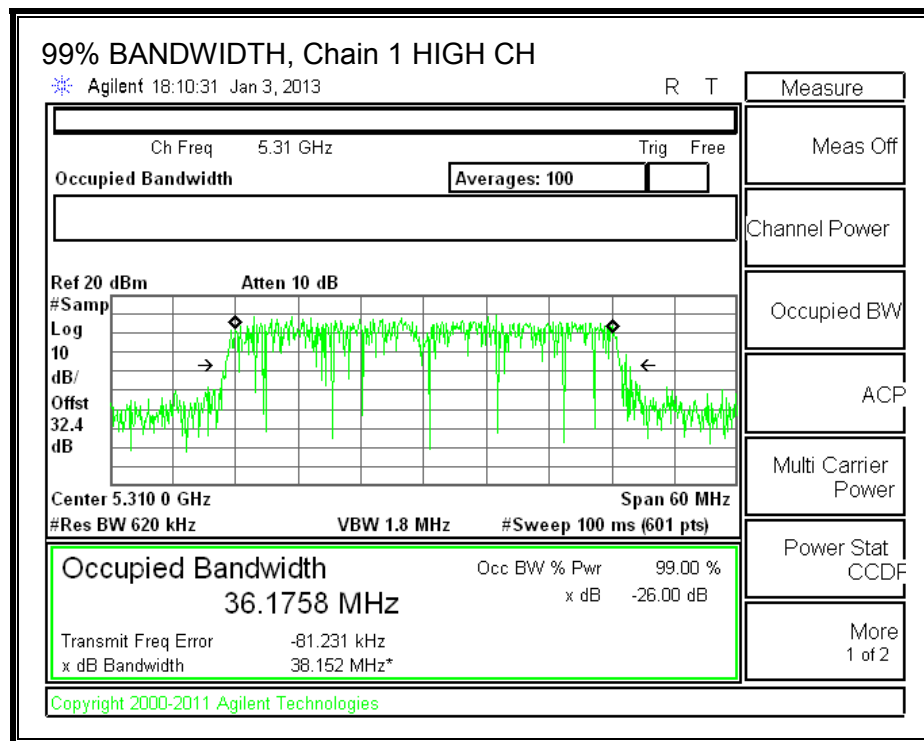 99% BANDWIDTH, Chain 1 HIGH CH
Agilent 18:10:31 Jan 3, 2013 R T
Measure
Ch Freq 5.31 GHz Trig Free
Occupied Bandwidth Averages: 100
Meas Off
Channel Power
Occupied BW
ACP
Multi Carrier
Power
Power Stat
CCDF
More
1 of 2
Ref 20 dBm Atten 10 dB
#Samp
Log
10
dB/
Offst
32.4
dB
Center 5.310 0 GHz Span 60 MHz
#Res BW 620 kHz VBW 1.8 MHz #Sweep 100 ms (601 pts)
Occupied Bandwidth Occ BW % Pwr 99.00 %
36.1758 MHz x dB -26.00 dB
Transmit Freq Error -81.231 kHz
x dB Bandwidth 38.152 MHz*
Copyright 2000-2011 Agilent Technologies